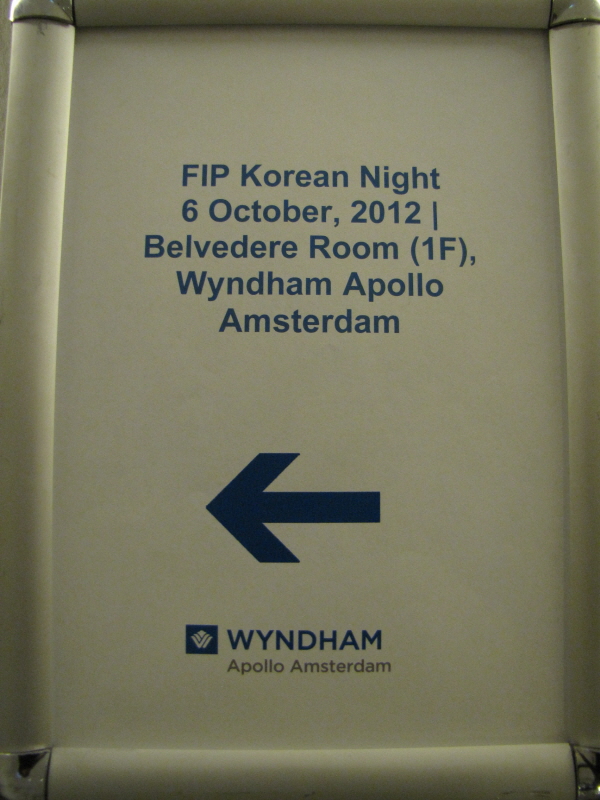 FIP Korean Night
6 October, 2012 |
Belvedere Room (1F),
Wyndham Apollo
Amsterdam
WYNDHAM
Apollo Amsterdam